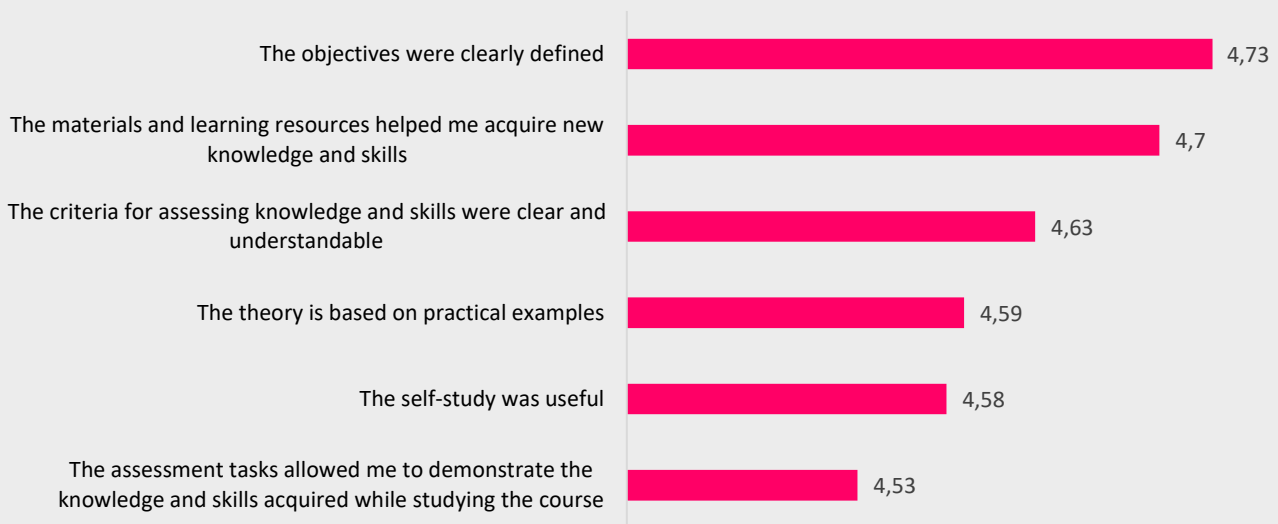 The objectives were clearly defined
4,73
The materials and learning resources helped me acquire new
knowledge and skills
4,7
The criteria for assessing knowledge and skills were clear and
understandable
4,63
The theory is based on practical examples
4,59
The self-study was useful
4,58
The assessment tasks allowed me to demonstrate the
knowledge and skills acquired while studying the course
4,53